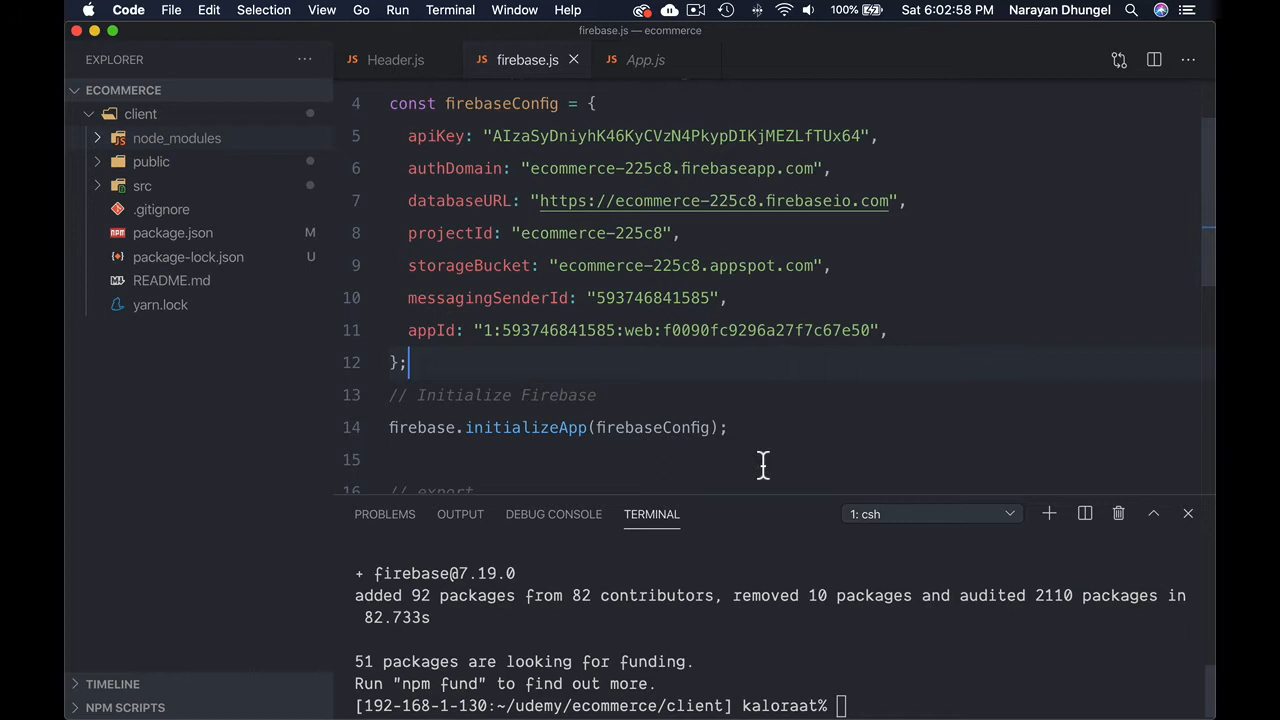 Code File Edit Selection View Go Run Terminal Window Help 100% Sat 6:02:58 PM Narayan Dhungel
firebase.js — ecommerce
EXPLORER
JS Header.js JS firebase.js JS App.js
ECOMMERCE
client
node_modules
public
src
.gitignore
package.json M
package-lock.json U
README.md
yarn.lock
TIMELINE
NPM SCRIPTS
4 const firebaseConfig = {
5 apiKey: "AIzaSyDniyhK46KyCVzN4PkypDIKjMEZLfTUx64",
6 authDomain: "ecommerce-225c8.firebaseapp.com",
7 databaseURL: "https://ecommerce-225c8.firebaseio.com",
8 projectId: "ecommerce-225c8",
9 storageBucket: "ecommerce-225c8.appspot.com",
10 messagingSenderId: "593746841585",
11 appId: "1:593746841585:web:f0090fc9296a27f7c67e50",
12 };
13 // Initialize Firebase
14 firebase.initializeApp(firebaseConfig);
15
16 // export
PROBLEMS OUTPUT DEBUG CONSOLE TERMINAL 1: csh
+ firebase@7.19.0
added 92 packages from 82 contributors, removed 10 packages and audited 2110 packages in
82.733s
51 packages are looking for funding.
Run "npm fund" to find out more.
[192-168-1-130:~/udemy/ecommerce/client] kaloraat%